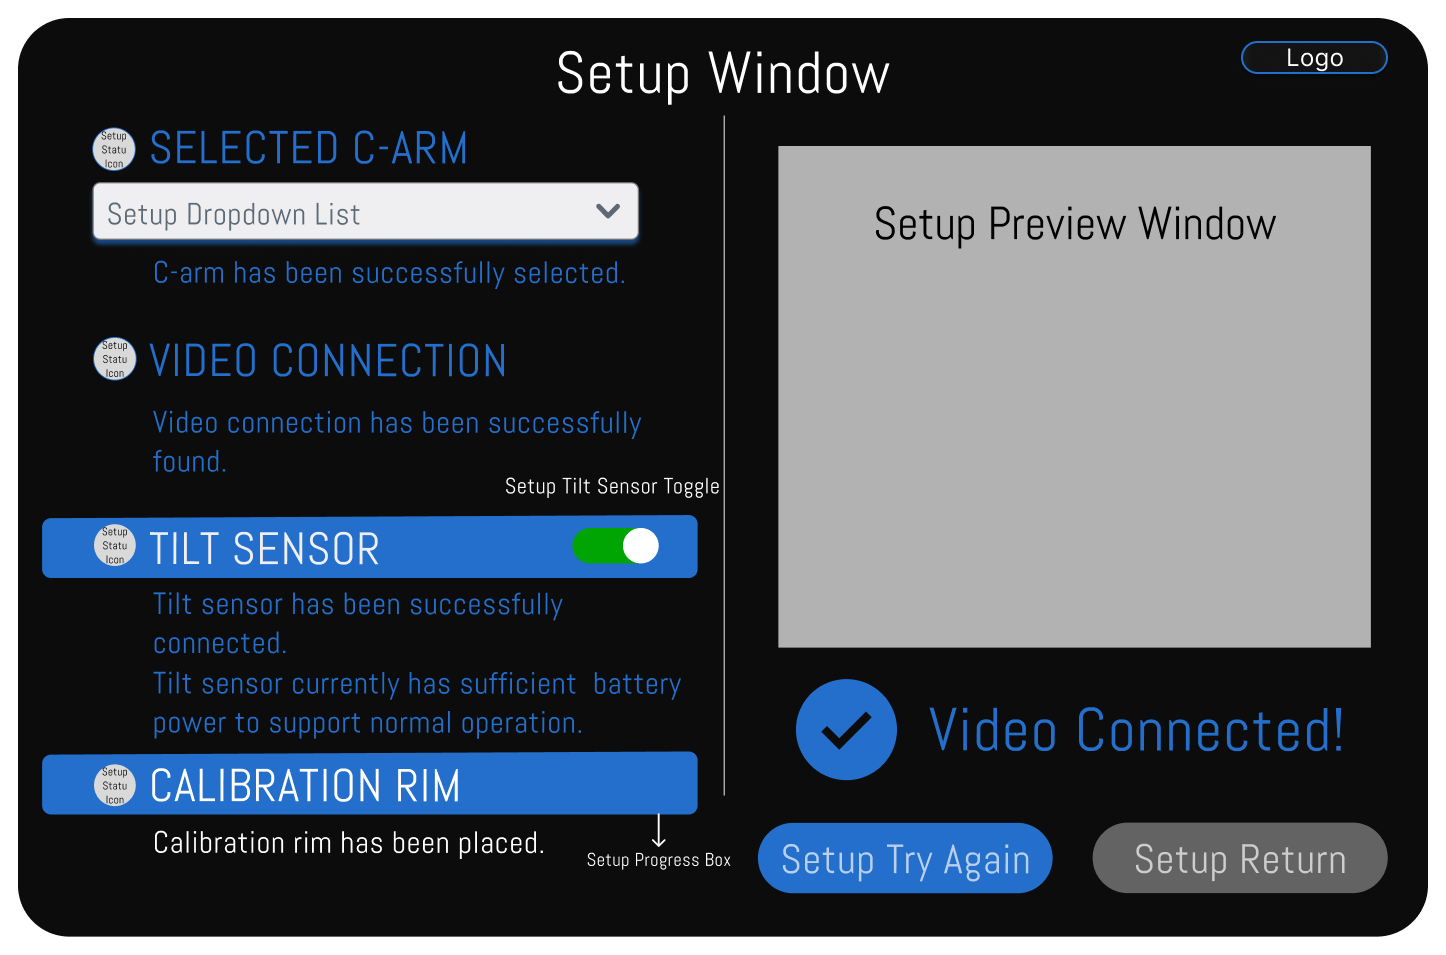 Setup Window
Logo
Setup
Statu
Icon
SELECTED C-ARM
Setup Dropdown List
C-arm has been successfully selected.
Setup
Statu
Icon
VIDEO CONNECTION
Video connection has been successfully
found.
Setup Tilt Sensor Toggle
Setup
Statu
Icon
TILT SENSOR
Tilt sensor has been successfully
connected.
Tilt sensor currently has sufficient  battery
power to support normal operation.
Setup
Statu
Icon
CALIBRATION RIM
Calibration rim has been placed.
Setup Progress Box
Setup Preview Window
Video Connected!
Setup Try Again
Setup Return